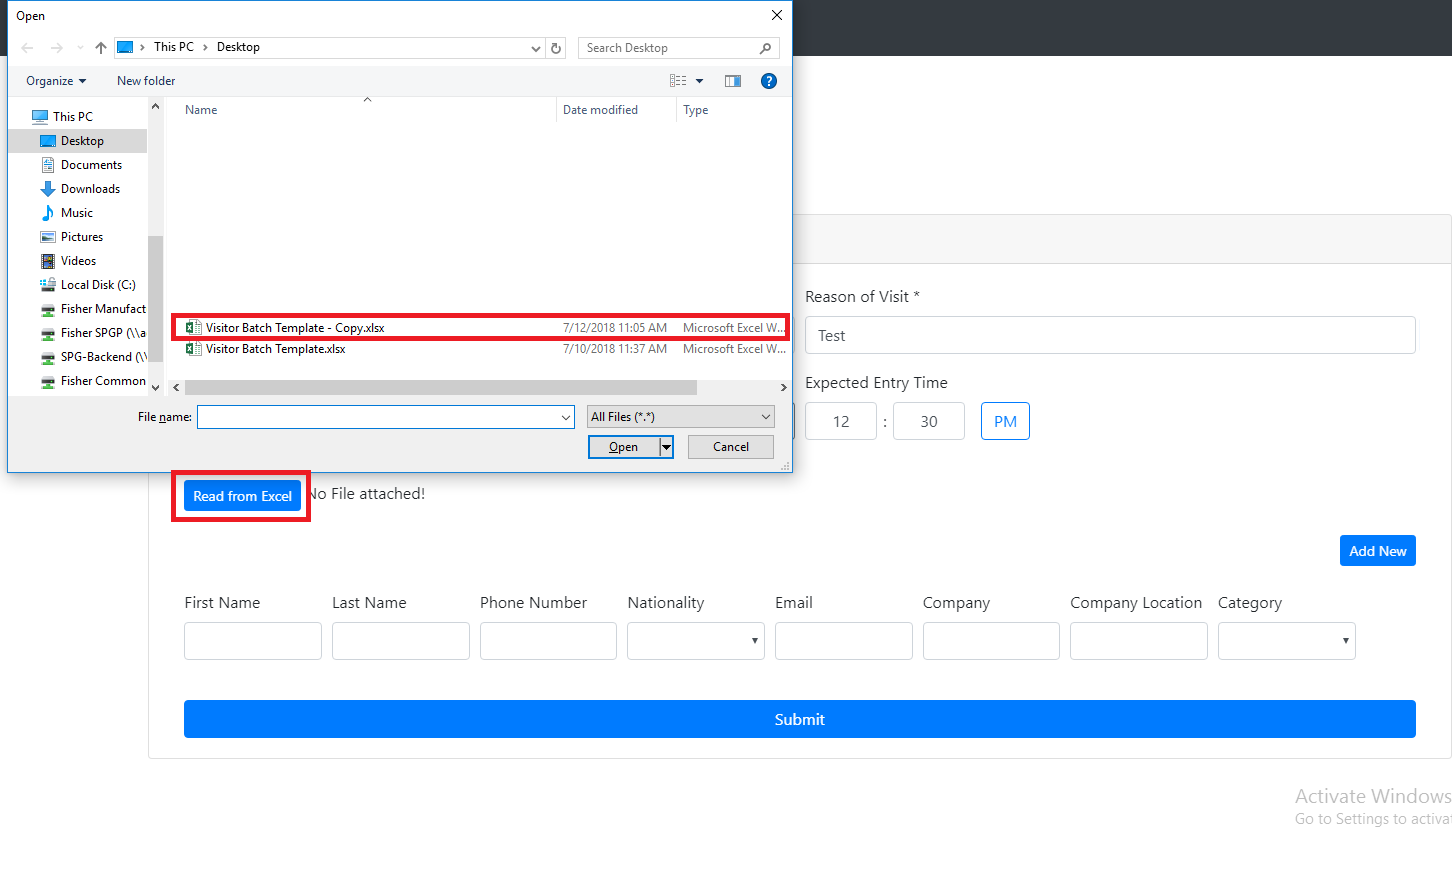 Open
This PC > Desktop
Search Desktop
Organize
New folder
?
Name
Date modified
Type
This PC
Desktop
Documents
Downloads
Music
Pictures
Videos
Local Disk (C:)
Fisher Manufact
Fisher SPGP (\\a
SPG-Backend (\\
Fisher Common
Visitor Batch Template - Copy.xlsx 7/12/2018 11:05 AM Microsoft Excel W...
Visitor Batch Template.xlsx 7/10/2018 11:37 AM Microsoft Excel W...
File name:
All Files (*.*)
Open
Cancel
Reason of Visit *
Test
Expected Entry Time
12 : 30 PM
Read from Excel
No File attached!
Add New
First Name Last Name Phone Number Nationality Email Company Company Location Category
Submit
Activate Windows
Go to Settings to activat